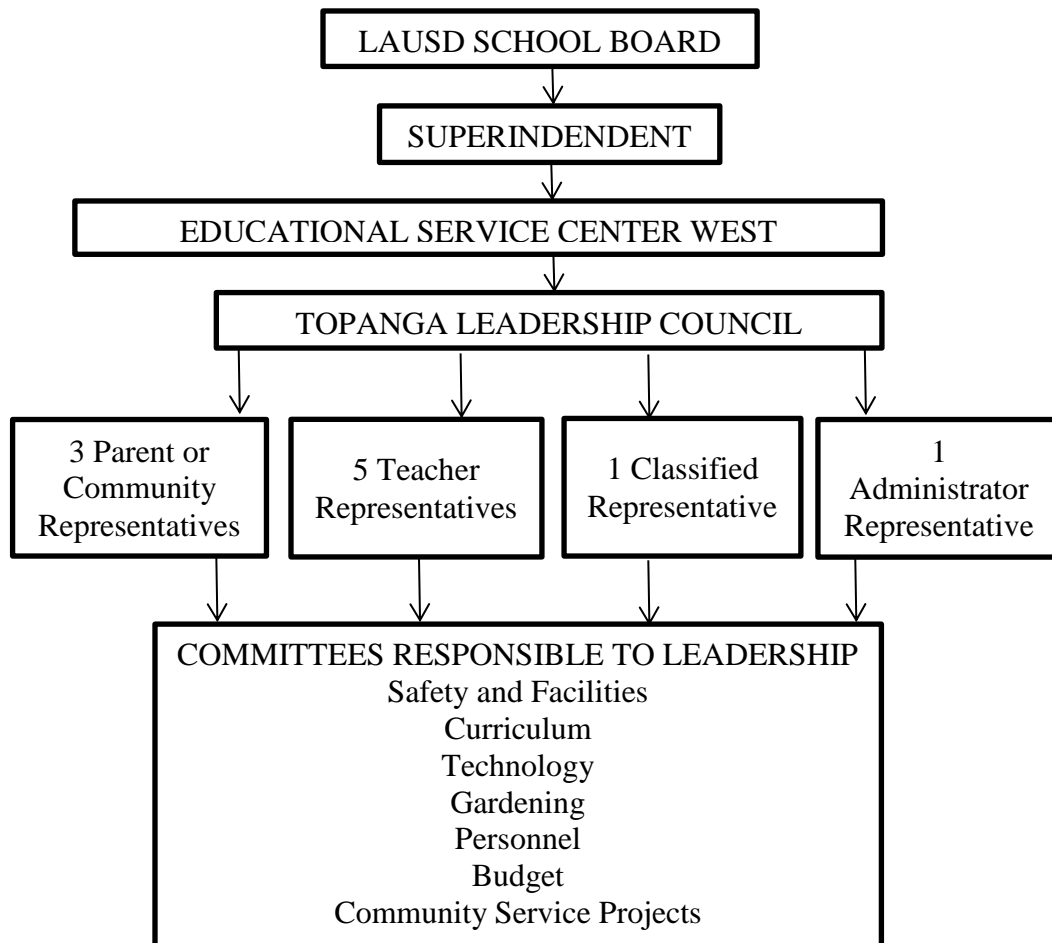 LAUSD SCHOOL BOARD
SUPERINDENDENT
EDUCATIONAL SERVICE CENTER WEST
TOPANGA LEADERSHIP COUNCIL
3 Parent or
Community
Representatives
5 Teacher
Representatives
1 Classified
Representative
1
Administrator
Representative
COMMITTEES RESPONSIBLE TO LEADERSHIP
Safety and Facilities
Curriculum
Technology
Gardening
Personnel
Budget
Community Service Projects